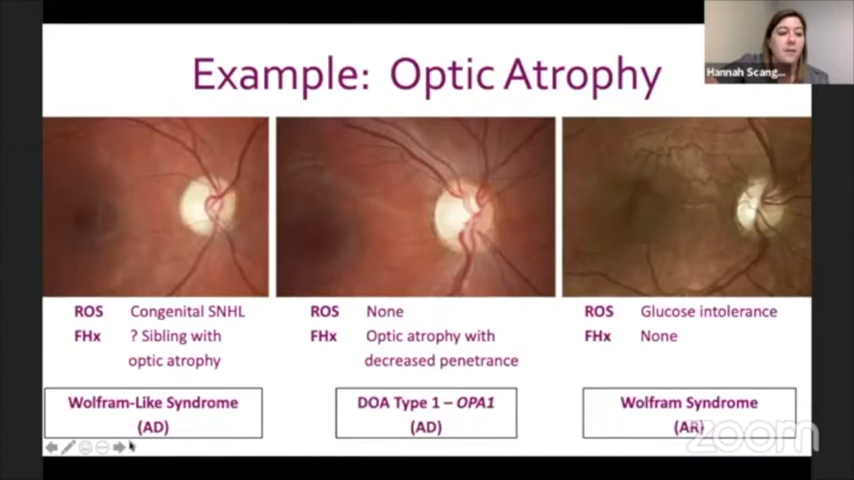 Example: Optic Atrophy
Hannah Scang...
ROS Congenital SNHL
FHx ? Sibling with
optic atrophy
ROS None
FHx Optic atrophy with
decreased penetrance
ROS Glucose intolerance
FHx None
Wolfram-Like Syndrome
(AD)
DOA Type 1 – OPA1
(AD)
Wolfram Syndrome
(AR)
zoom